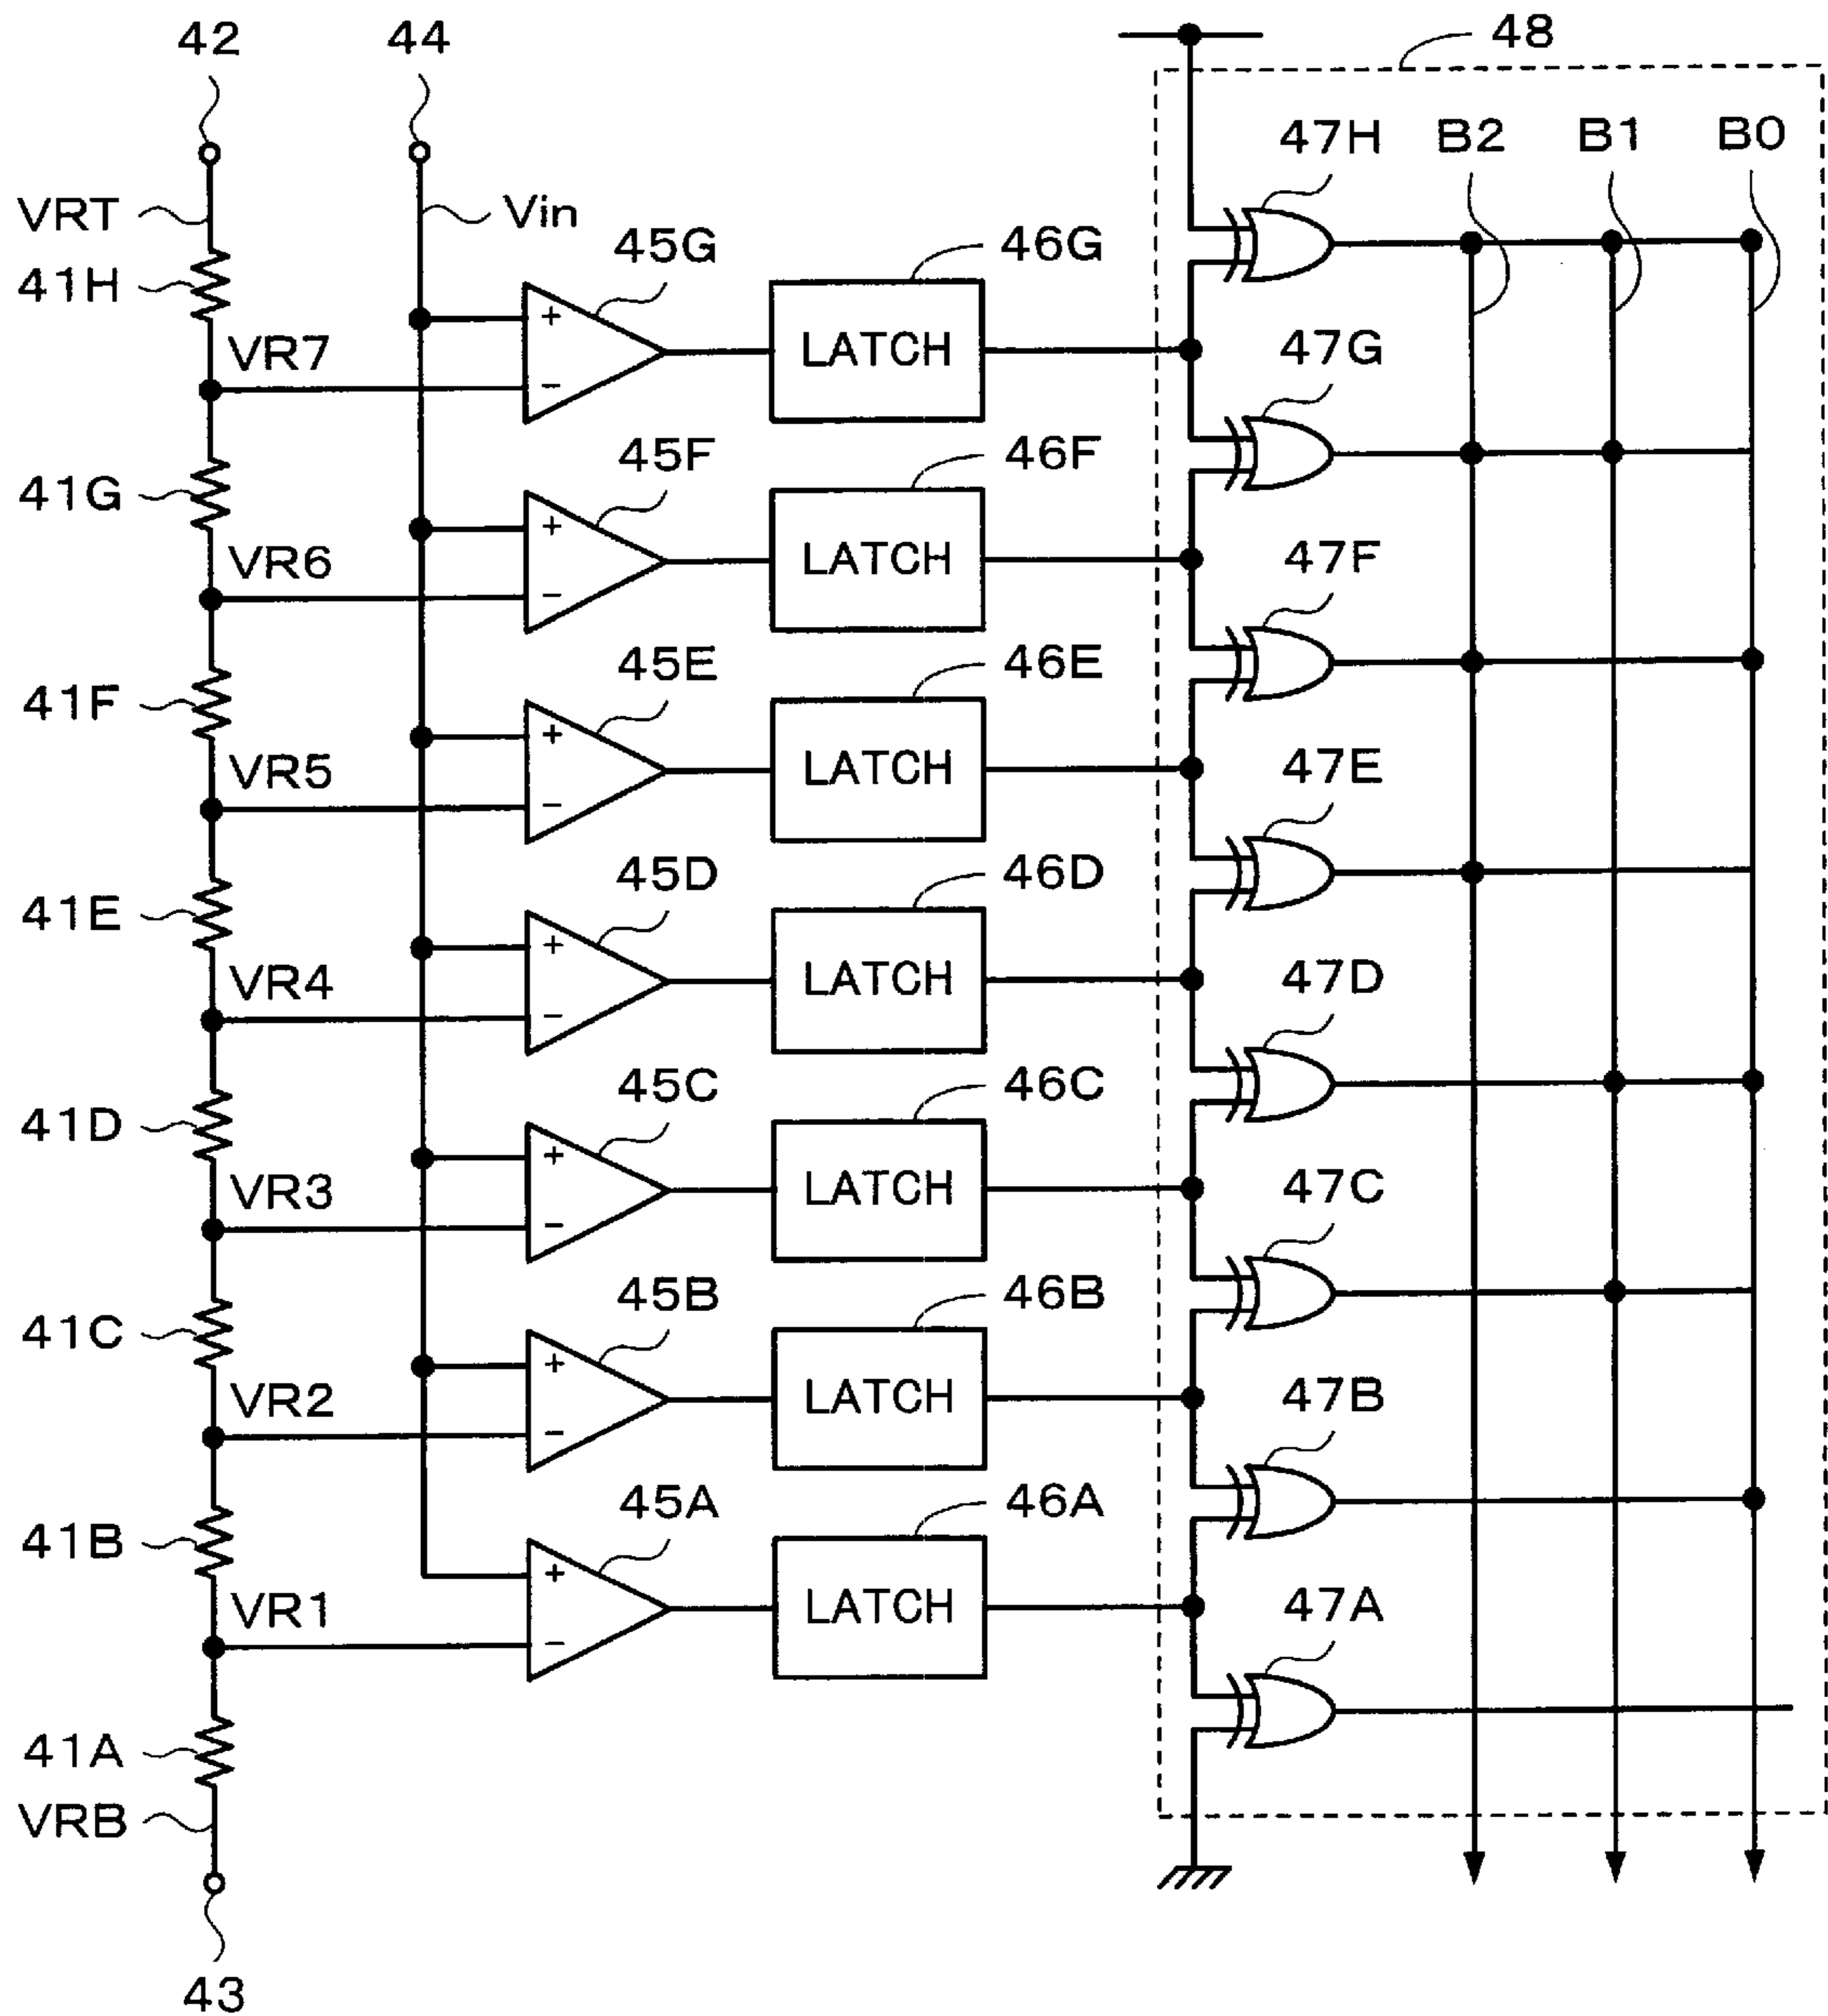 42 44 48
47H B2 B1 B0
VRT Vin
45G 46G
41H
+
VR7 LATCH 47G
−
45F 46F
41G
+
VR6 LATCH 47F
−
45E 46E
41F
+
VR5 LATCH 47E
−
45D 46D
41E
+
VR4 LATCH 47D
−
45C 46C
41D
+
VR3 LATCH 47C
−
45B 46B
41C
+
VR2 LATCH 47B
−
45A 46A
41B
+
VR1 LATCH 47A
−
41A
VRB
43